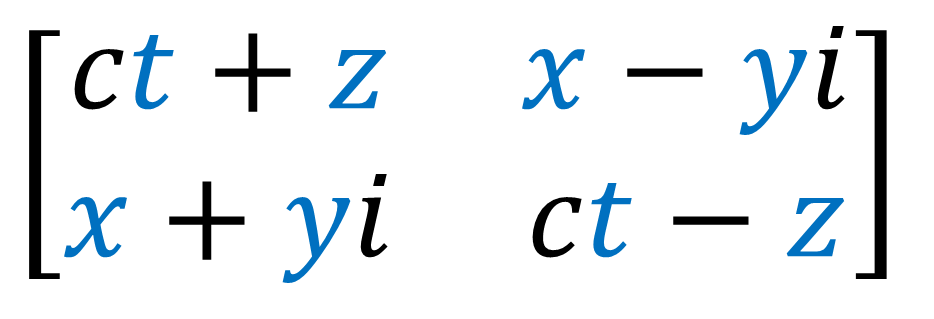 ct + z x − yi
x + yi ct − z